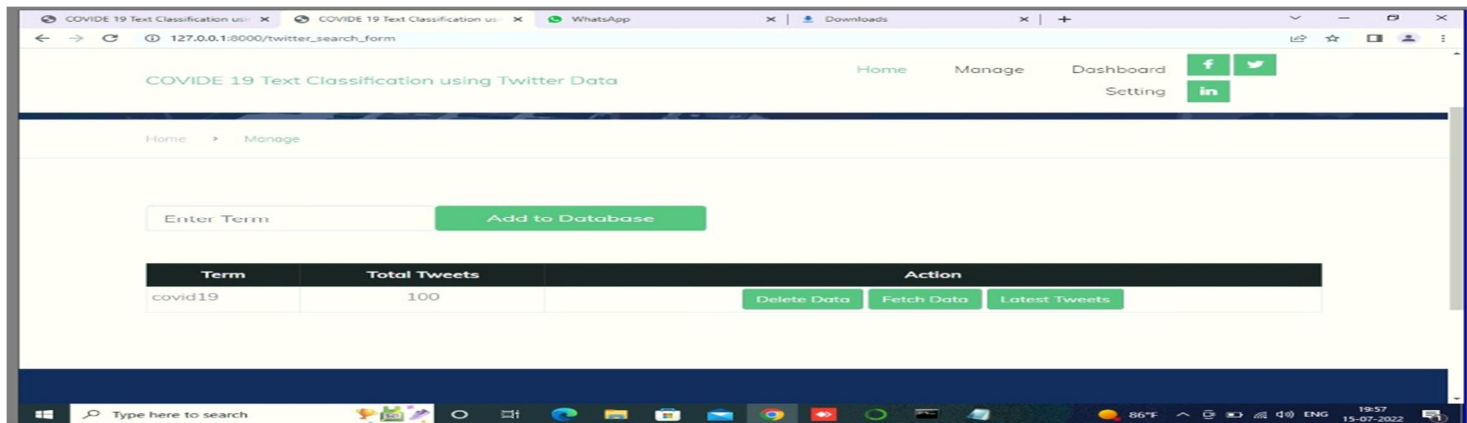 COVIDE 19 Text Classification usi
COVIDE 19 Text Classification us
WhatsApp
Downloads
127.0.0.1:8000/twitter_search_form
COVIDE 19 Text Classification using Twitter Data
Home Manage Dashboard
Setting
f
in
Home > Manage
Enter Term Add to Database
Term Total Tweets Action
covid19 100 Delete Data Fetch Data Latest Tweets
Type here to search
86°F
ENG
19:57
15-07-2022